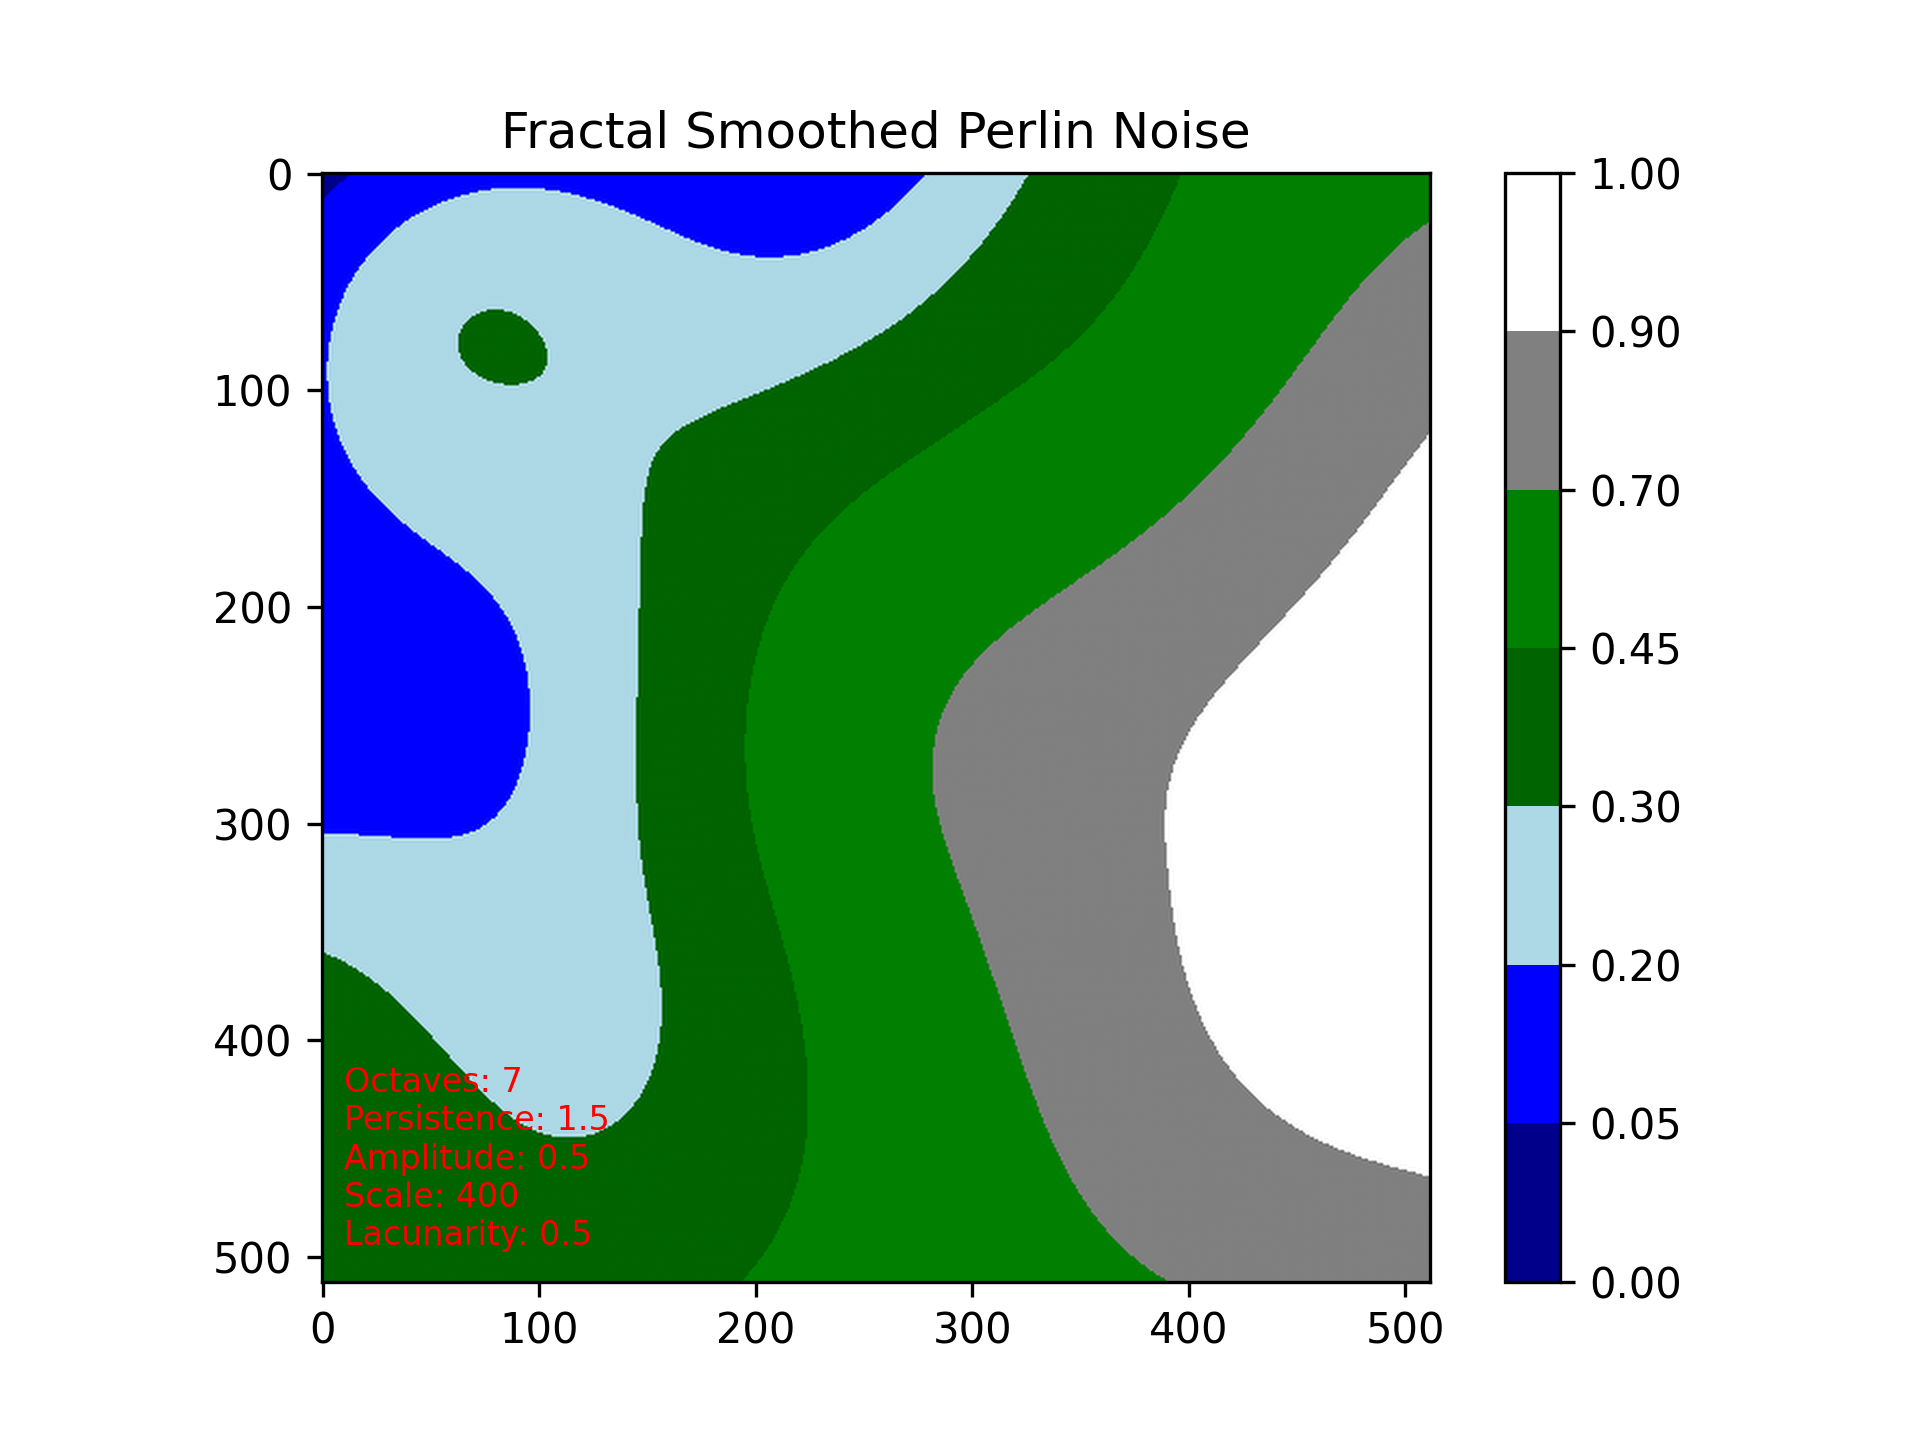 Fractal Smoothed Perlin Noise
0
100
200
300
400
500
Octaves: 7
Persistence: 1.5
Amplitude: 0.5
Scale: 400
Lacunarity: 0.5
0 100 200 300 400 500
1.00
0.90
0.70
0.45
0.30
0.20
0.05
0.00